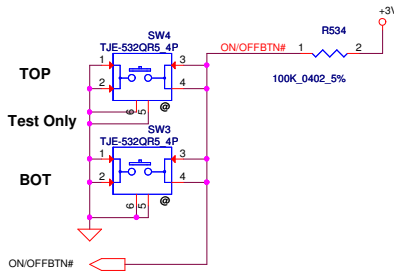 +3V
SW4
TJE-532QR5_4P
R534
ON/OFFBTN#
1 2
100K_0402_5%
TOP
1 3
2 4
6 5
@
Test Only
SW3
TJE-532QR5_4P
1 3
2 4
BOT
6 5
@
ON/OFFBTN#